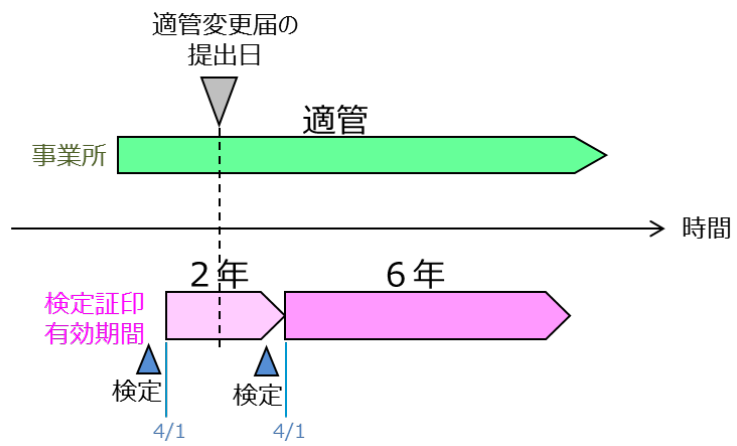 適管変更届の
提出日
適管
事業所
時間
２年
６年
検定証印
有効期間
検定
検定
4/1
4/1